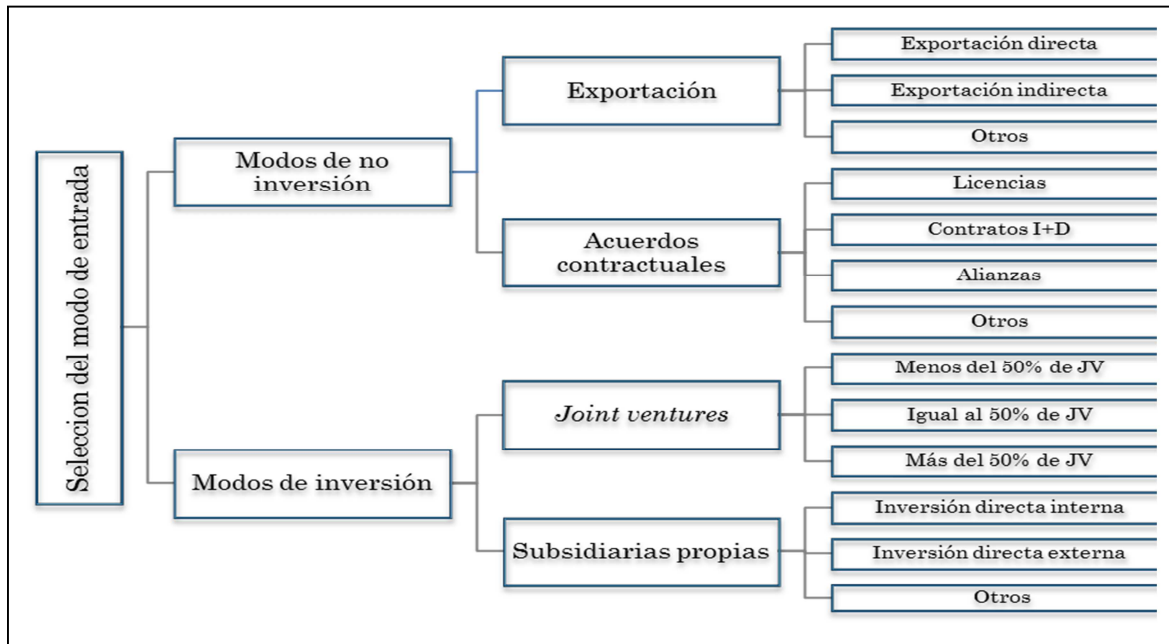 Seleccion del modo de entrada
Modos de no
inversión
Exportación
Exportación directa
Exportación indirecta
Otros
Acuerdos
contractuales
Licencias
Contratos I+D
Alianzas
Otros
Modos de inversión
Joint ventures
Menos del 50% de JV
Igual al 50% de JV
Más del 50% de JV
Subsidiarias propias
Inversión directa interna
Inversión directa externa
Otros